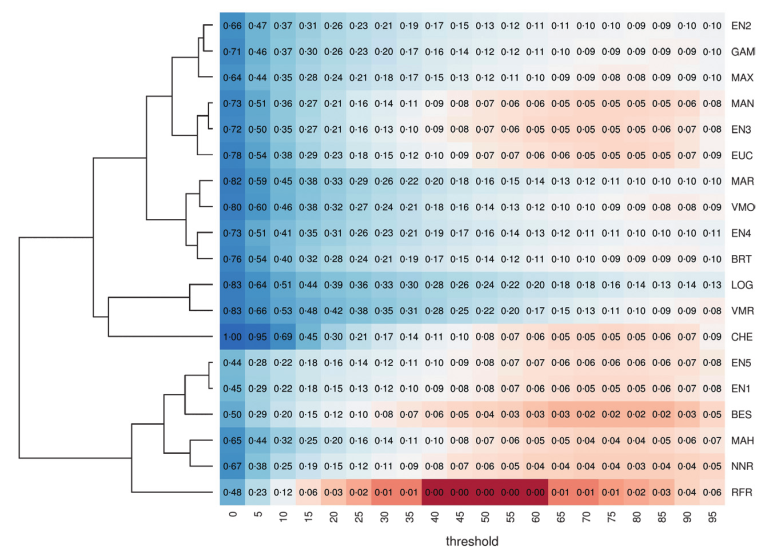 0·66 0·47 0·37 0·31 0·26 0·23 0·21 0·19 0·17 0·15 0·13 0·12 0·11 0·11 0·10 0·10 0·09 0·09 0·10 0·10 EN2
0·71 0·46 0·37 0·30 0·26 0·23 0·20 0·17 0·16 0·14 0·12 0·12 0·11 0·10 0·09 0·09 0·09 0·09 0·09 0·10 GAM
0·64 0·44 0·35 0·28 0·24 0·21 0·18 0·17 0·15 0·13 0·12 0·11 0·10 0·09 0·09 0·08 0·08 0·09 0·09 0·10 MAX
0·73 0·51 0·36 0·27 0·21 0·16 0·14 0·11 0·09 0·08 0·07 0·06 0·06 0·05 0·05 0·05 0·05 0·05 0·06 0·08 MAN
0·72 0·50 0·35 0·27 0·21 0·16 0·13 0·10 0·09 0·08 0·06 0·06 0·05 0·05 0·05 0·05 0·05 0·06 0·07 0·08 EN3
0·78 0·54 0·38 0·29 0·23 0·18 0·15 0·12 0·10 0·09 0·07 0·07 0·06 0·06 0·05 0·05 0·05 0·05 0·07 0·09 EUC
0·82 0·59 0·45 0·38 0·33 0·29 0·26 0·22 0·20 0·18 0·16 0·15 0·14 0·13 0·12 0·11 0·10 0·10 0·10 0·10 MAR
0·80 0·60 0·46 0·38 0·32 0·27 0·24 0·21 0·18 0·16 0·14 0·13 0·12 0·10 0·10 0·09 0·09 0·08 0·08 0·09 VMO
0·73 0·51 0·41 0·35 0·31 0·26 0·23 0·21 0·19 0·17 0·16 0·14 0·13 0·12 0·11 0·11 0·10 0·10 0·10 0·11 EN4
0·76 0·54 0·40 0·32 0·28 0·24 0·21 0·19 0·17 0·15 0·14 0·12 0·11 0·10 0·10 0·09 0·09 0·09 0·09 0·10 BRT
0·83 0·64 0·51 0·44 0·39 0·36 0·33 0·30 0·28 0·26 0·24 0·22 0·20 0·18 0·18 0·16 0·14 0·13 0·14 0·13 LOG
0·83 0·66 0·53 0·48 0·42 0·38 0·35 0·31 0·28 0·25 0·22 0·20 0·17 0·15 0·13 0·11 0·10 0·09 0·09 0·08 VMR
1·00 0·95 0·69 0·45 0·30 0·21 0·17 0·14 0·11 0·10 0·08 0·07 0·06 0·06 0·05 0·05 0·05 0·06 0·07 0·09 CHE
0·44 0·28 0·22 0·18 0·16 0·14 0·12 0·11 0·10 0·09 0·08 0·07 0·07 0·06 0·06 0·06 0·06 0·06 0·07 0·08 EN5
0·45 0·29 0·22 0·18 0·15 0·13 0·12 0·10 0·09 0·08 0·08 0·07 0·06 0·06 0·05 0·05 0·05 0·06 0·07 0·08 EN1
0·50 0·29 0·20 0·15 0·12 0·10 0·08 0·07 0·06 0·05 0·04 0·03 0·03 0·03 0·02 0·02 0·02 0·02 0·03 0·05 BES
0·65 0·44 0·32 0·25 0·20 0·16 0·14 0·11 0·10 0·08 0·07 0·06 0·05 0·05 0·04 0·04 0·04 0·05 0·06 0·07 MAH
0·67 0·38 0·25 0·19 0·15 0·12 0·11 0·09 0·08 0·07 0·06 0·05 0·04 0·04 0·04 0·04 0·03 0·04 0·04 0·05 NNR
0·48 0·23 0·12 0·06 0·03 0·02 0·01 0·01 0·00 0·00 0·00 0·00 0·00 0·01 0·01 0·01 0·02 0·03 0·04 0·06 RFR
0 5 10 15 20 25 30 35 40 45 50 55 60 65 70 75 80 85 90 95
threshold